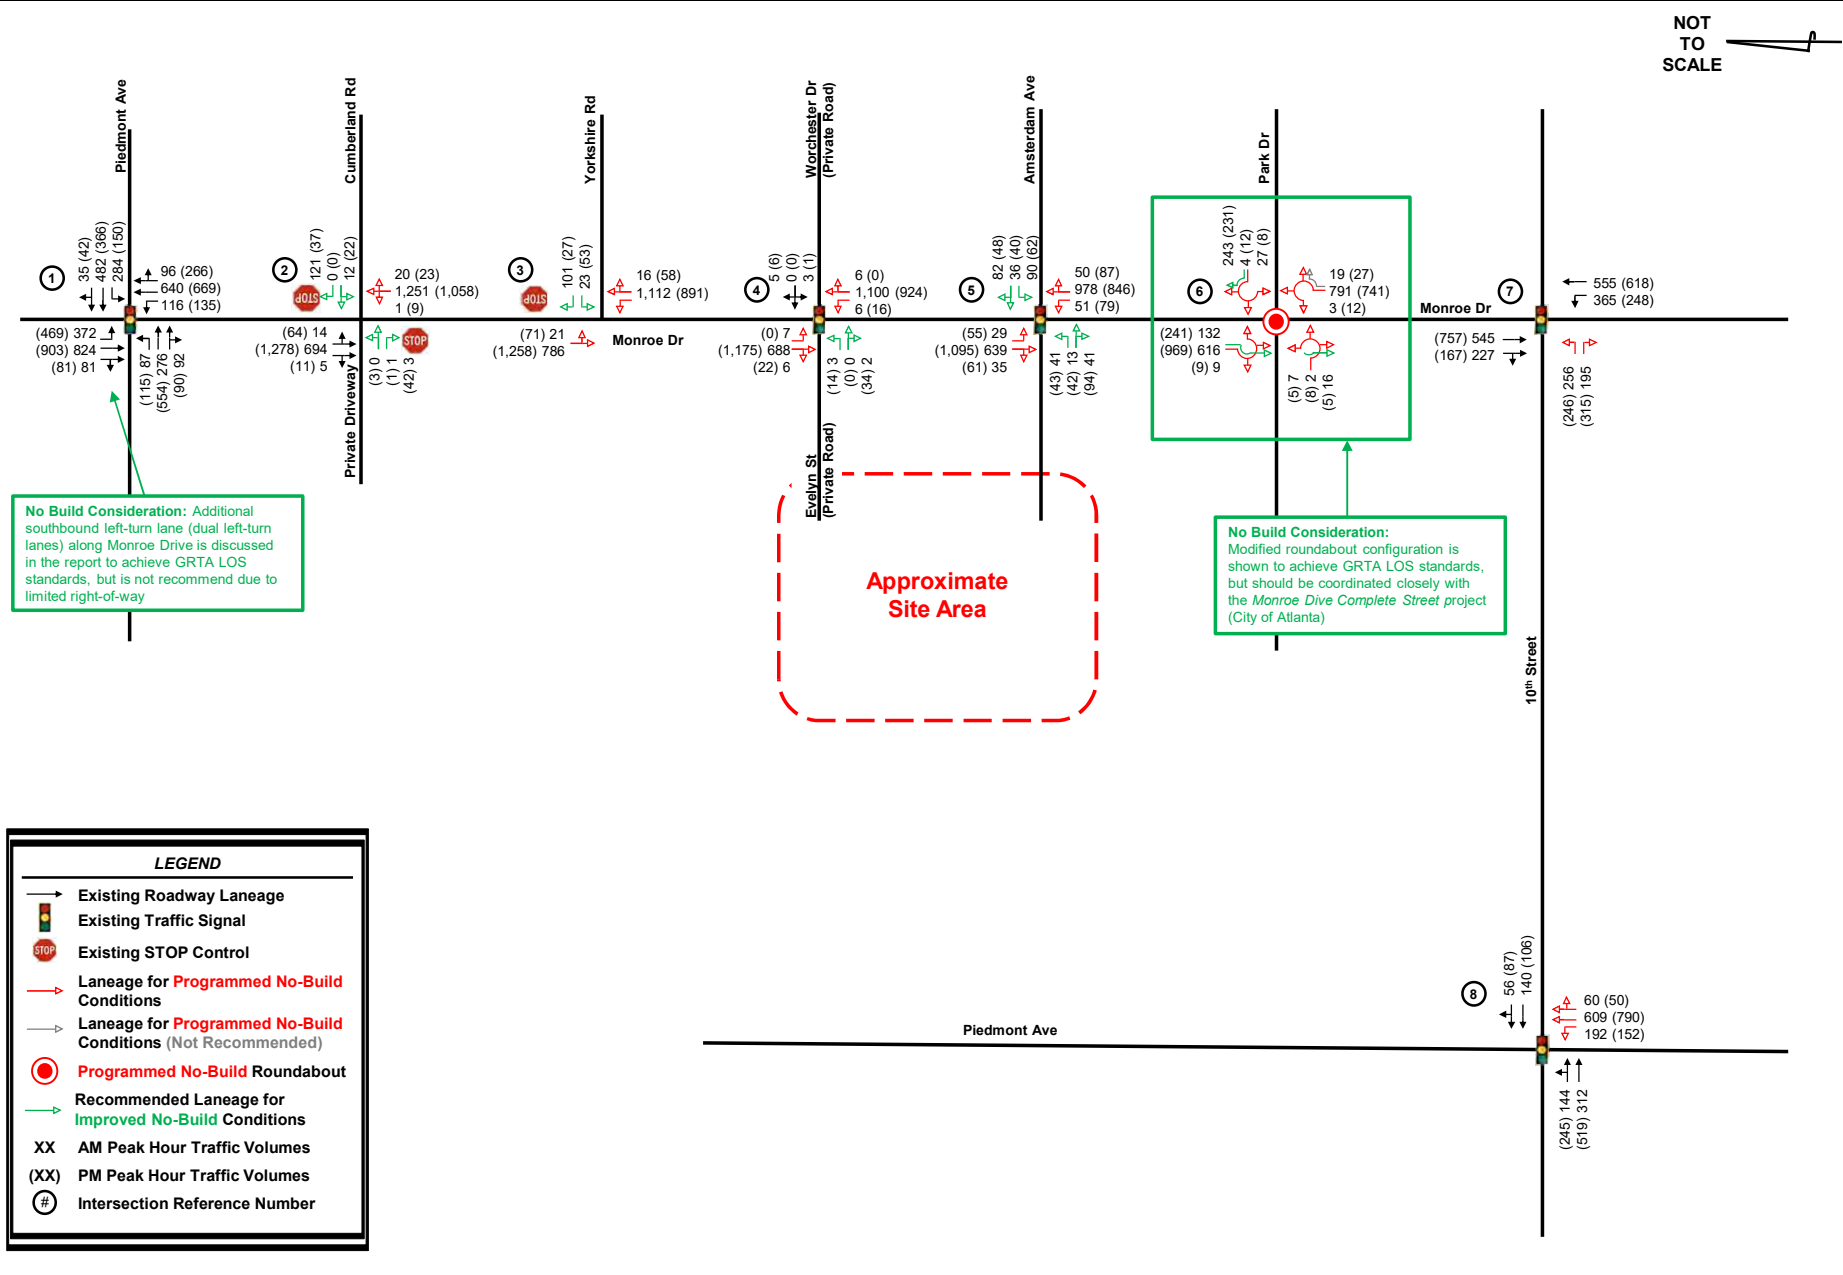 NOT
TO
SCALE
Piedmont Ave
Cumberland Rd
Yorkshire Rd
Worchester Dr
(Private Road)
Amsterdam Ave
Park Dr
1
35 (42)
482 (366)
284 (150)
96 (266)
640 (669)
116 (135)
(469) 372
(903) 824
(81) 81
(115) 87
(554) 276
(90) 92
2
STOP
121 (37)
0 (0)
12 (22)
20 (23)
1,251 (1,058)
1 (9)
(64) 14
(1,278) 694
(11) 5
STOP
(3) 0
(1) 1
(42) 3
Private Driveway
3
STOP
101 (27)
23 (53)
16 (58)
1,112 (891)
(71) 21
(1,258) 786
Monroe Dr
4
5 (6)
0 (0)
3 (1)
6 (0)
1,100 (924)
6 (16)
(0) 7
(1,175) 688
(22) 6
(14) 3
(0) 0
(34) 2
Evelyn St
(Private Road)
5
82 (48)
36 (40)
90 (62)
50 (87)
978 (846)
51 (79)
(55) 29
(1,095) 639
(61) 35
(43) 41
(42) 13
(94) 41
6
243 (231)
4 (12)
27 (8)
19 (27)
791 (741)
3 (12)
(241) 132
(969) 616
(9) 9
(5) 7
(8) 2
(5) 16
Monroe Dr
7
555 (618)
365 (248)
(757) 545
(167) 227
(246) 256
(315) 195
No Build Consideration: Additional
southbound left-turn lane (dual left-turn
lanes) along Monroe Drive is discussed
in the report to achieve GRTA LOS
standards, but is not recommend due to
limited right-of-way
Approximate
Site Area
No Build Consideration:
Modified roundabout configuration is
shown to achieve GRTA LOS standards,
but should be coordinated closely with
the Monroe Dive Complete Street project
(City of Atlanta)
10th Street
Piedmont Ave
8
56 (87)
140 (106)
60 (50)
609 (790)
192 (152)
(245) 144
(519) 312
LEGEND
Existing Roadway Laneage
Existing Traffic Signal
STOP
Existing STOP Control
Laneage for Programmed No-Build
Conditions
Laneage for Programmed No-Build
Conditions (Not Recommended)
Programmed No-Build Roundabout
Recommended Laneage for
Improved No-Build Conditions
XX AM Peak Hour Traffic Volumes
(XX) PM Peak Hour Traffic Volumes
# Intersection Reference Number